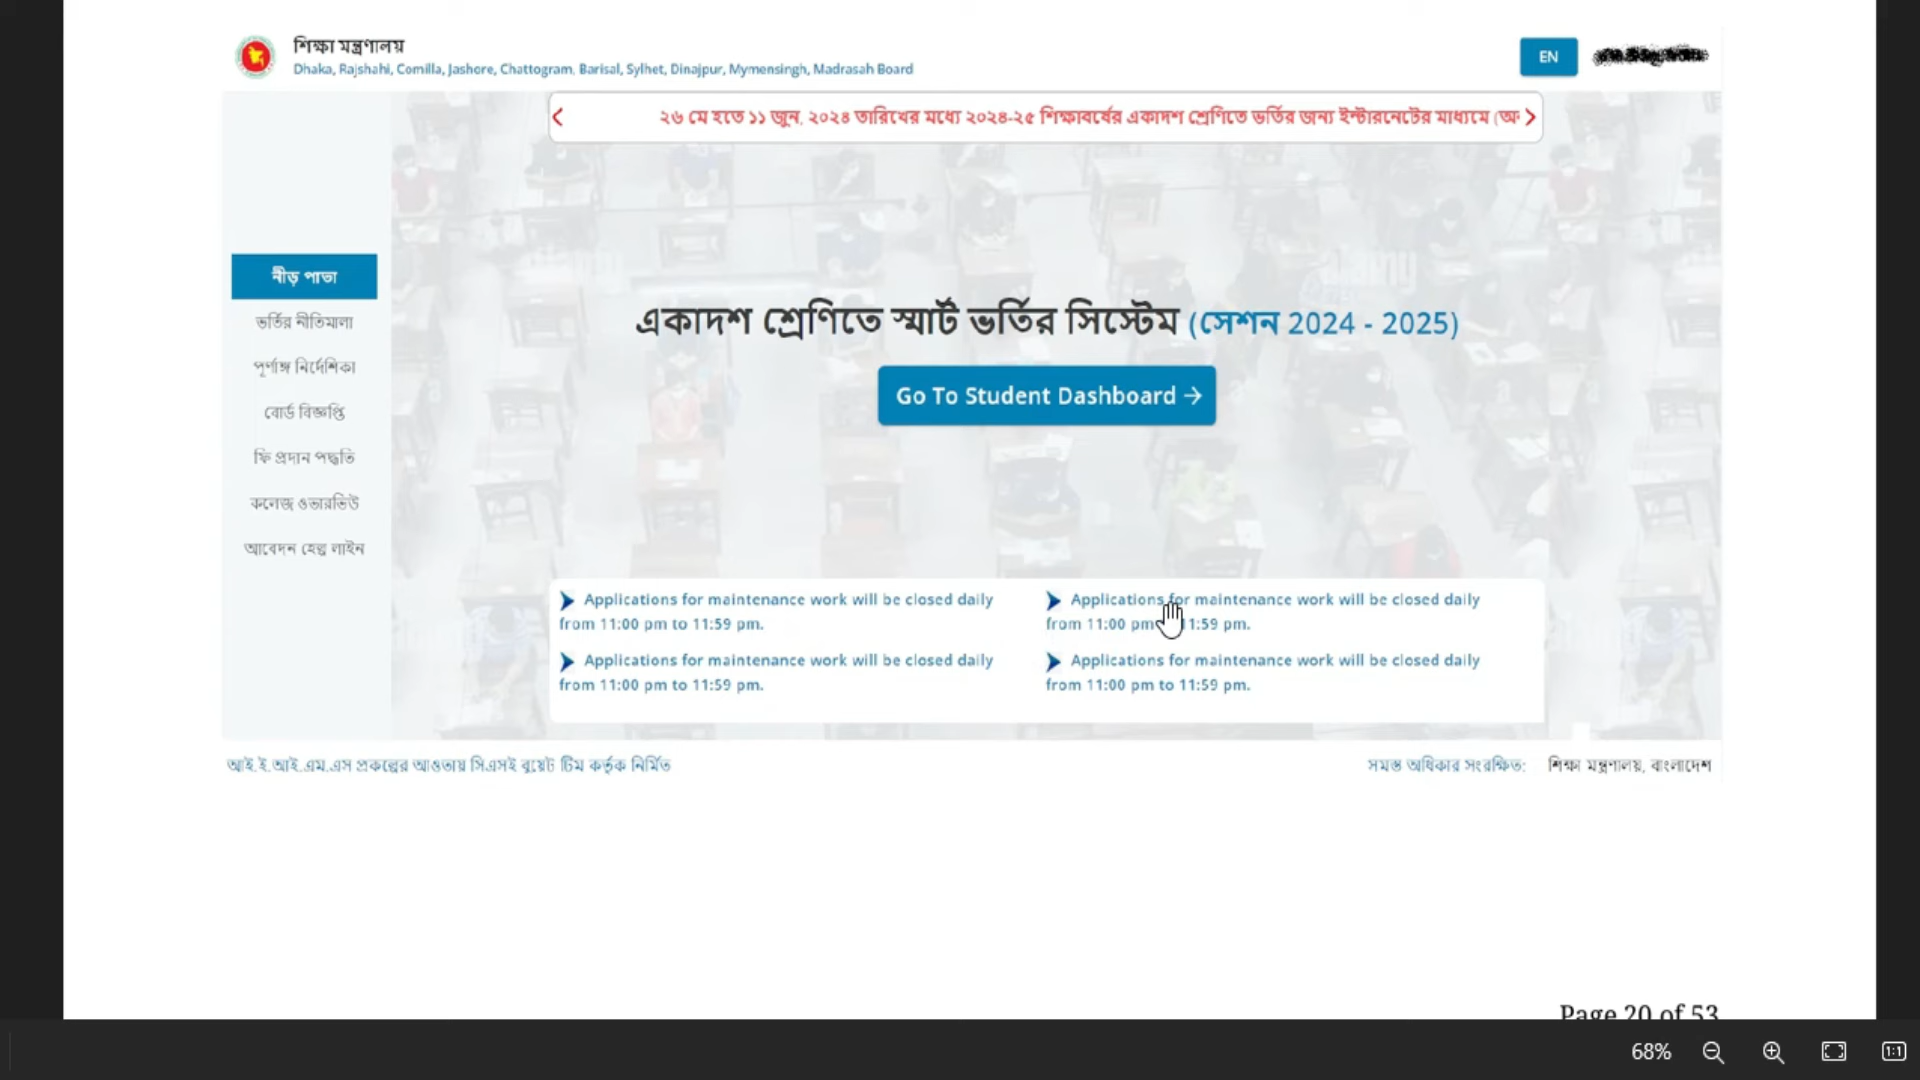 শিক্ষা মন্ত্রণালয়
Dhaka, Rajshahi, Comilla, Jashore, Chattogram, Barisal, Sylhet, Dinajpur, Mymensingh, Madrasah Board
EN
২৬ মে হতে ১১ জুন, ২০২৪ তারিখের মধ্যে ২০২৪-২৫ শিক্ষাবর্ষের একাদশ শ্রেণিতে ভর্তির জন্য ইন্টারনেটের মাধ্যমে
নীড় পাতা
ভর্তির নীতিমালা
পূর্ণাঙ্গ নির্দেশিকা
বোর্ড বিজ্ঞপ্তি
ফি প্রদান পদ্ধতি
কলেজ ওভারভিউ
আবেদন হেল্প লাইন
একাদশ শ্রেণিতে স্মার্ট ভর্তির সিস্টেম (সেশন 2024 - 2025)
Go To Student Dashboard →
Applications for maintenance work will be closed daily
from 11:00 pm to 11:59 pm.
Applications for maintenance work will be closed daily
from 11:00 pm to 11:59 pm.
Applications for maintenance work will be closed daily
from 11:00 pm 11:59 pm.
Applications for maintenance work will be closed daily
from 11:00 pm to 11:59 pm.
আই.ই.আই.এম.এস প্রকল্পের আওতায় সিএসই বুয়েট টিম কর্তৃক নির্মিত
সমস্ত অধিকার সংরক্ষিত: শিক্ষা মন্ত্রণালয়, বাংলাদেশ
Page 20 of 53
68%
1:1